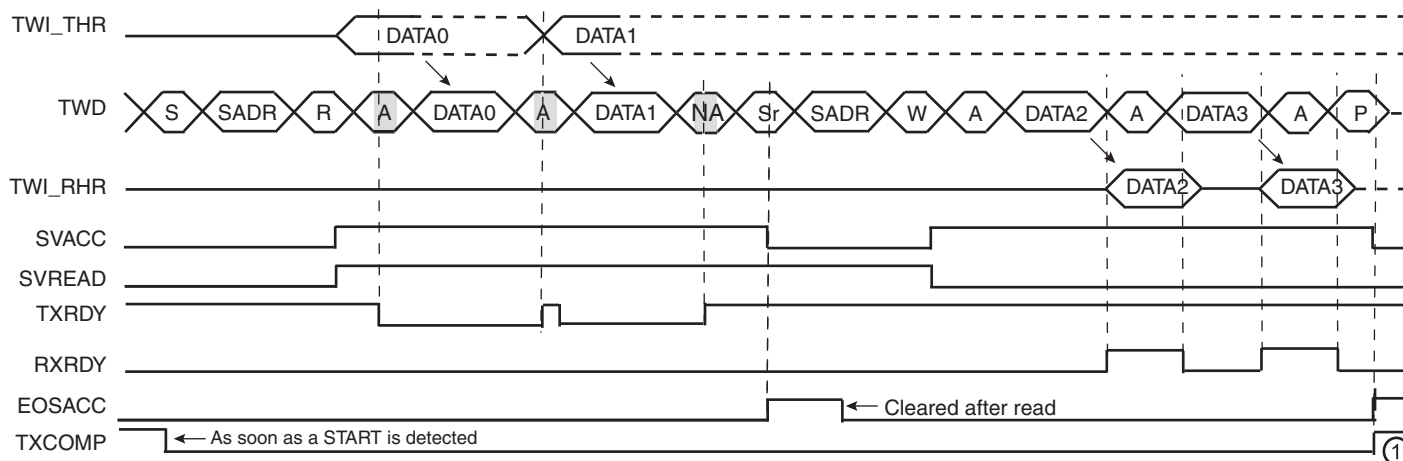 TWI_THR DATA0 DATA1
TWD S SADR R A DATA0 A DATA1 NA Sr SADR W A DATA2 A DATA3 A P
TWI_RHR DATA2 DATA3
SVACC
SVREAD
TXRDY
RXRDY
EOSACC Cleared after read
TXCOMP As soon as a START is detected 1